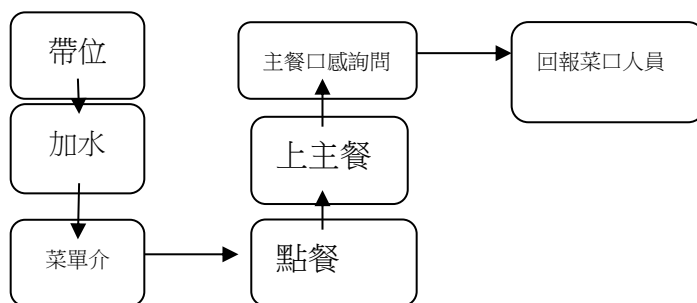 帶位
加水
菜單介
點餐
上主餐
主餐口感詢問
回報菜口人員